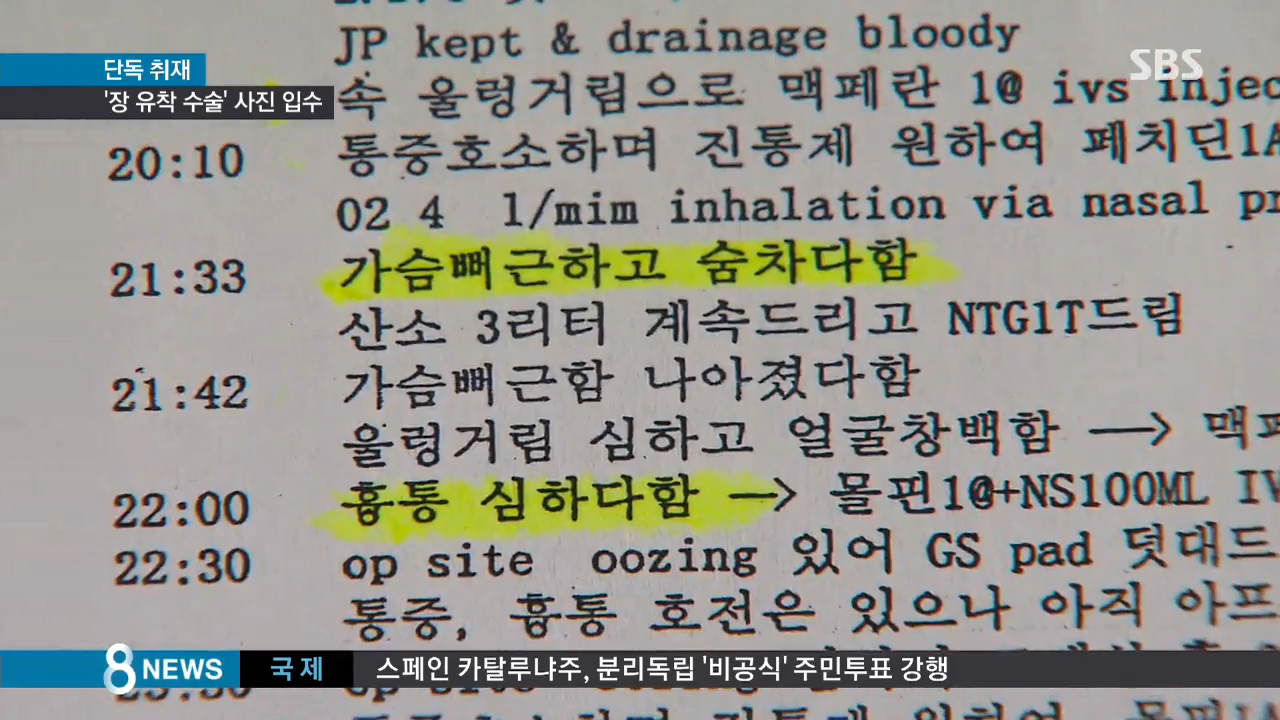 단독 취재
'장 유착 수술' 사진 입수
SBS
JP kept & drainage bloody
속 울렁거림으로 맥페란 1@ ivs injec
20:10 통증호소하며 진통제 원하여 페치딘1A
O2 4 l/mim inhalation via nasal pr
21:33 가슴뻐근하고 숨차다함
산소 3리터 계속드리고 NTG1T드림
21:42 가슴뻐근함 나아졌다함
울렁거림 심하고 얼굴창백함 —> 맥페
22:00 흉통 심하다함 —> 몰핀1@+NS100ML IV
22:30 op site oozing 있어 GS pad 덧대드
통증, 흉통 호전은 있으나 아직 아프
8 NEWS 국 제 스페인 카탈루냐주, 분리독립 '비공식' 주민투표 강행